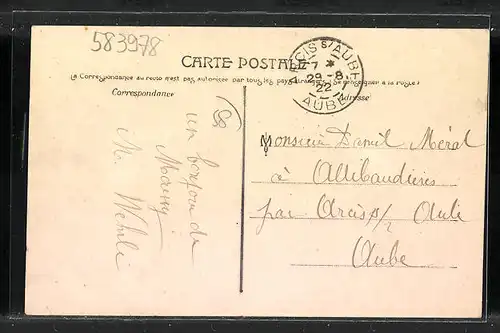 583978
CARTE POSTALE
La Correspondance au recto n'est pas autorisée par tous les pays étrangers (Se renseigner à la Poste)
Correspondance
Adresse
ARCIS S/AUBE
7 *
29-8
22
AUBE
un bonjour de
M. Wehrlé
Monsieur Daniel Méral
à Allibaudières
par Arcis s/ Aube
Aube